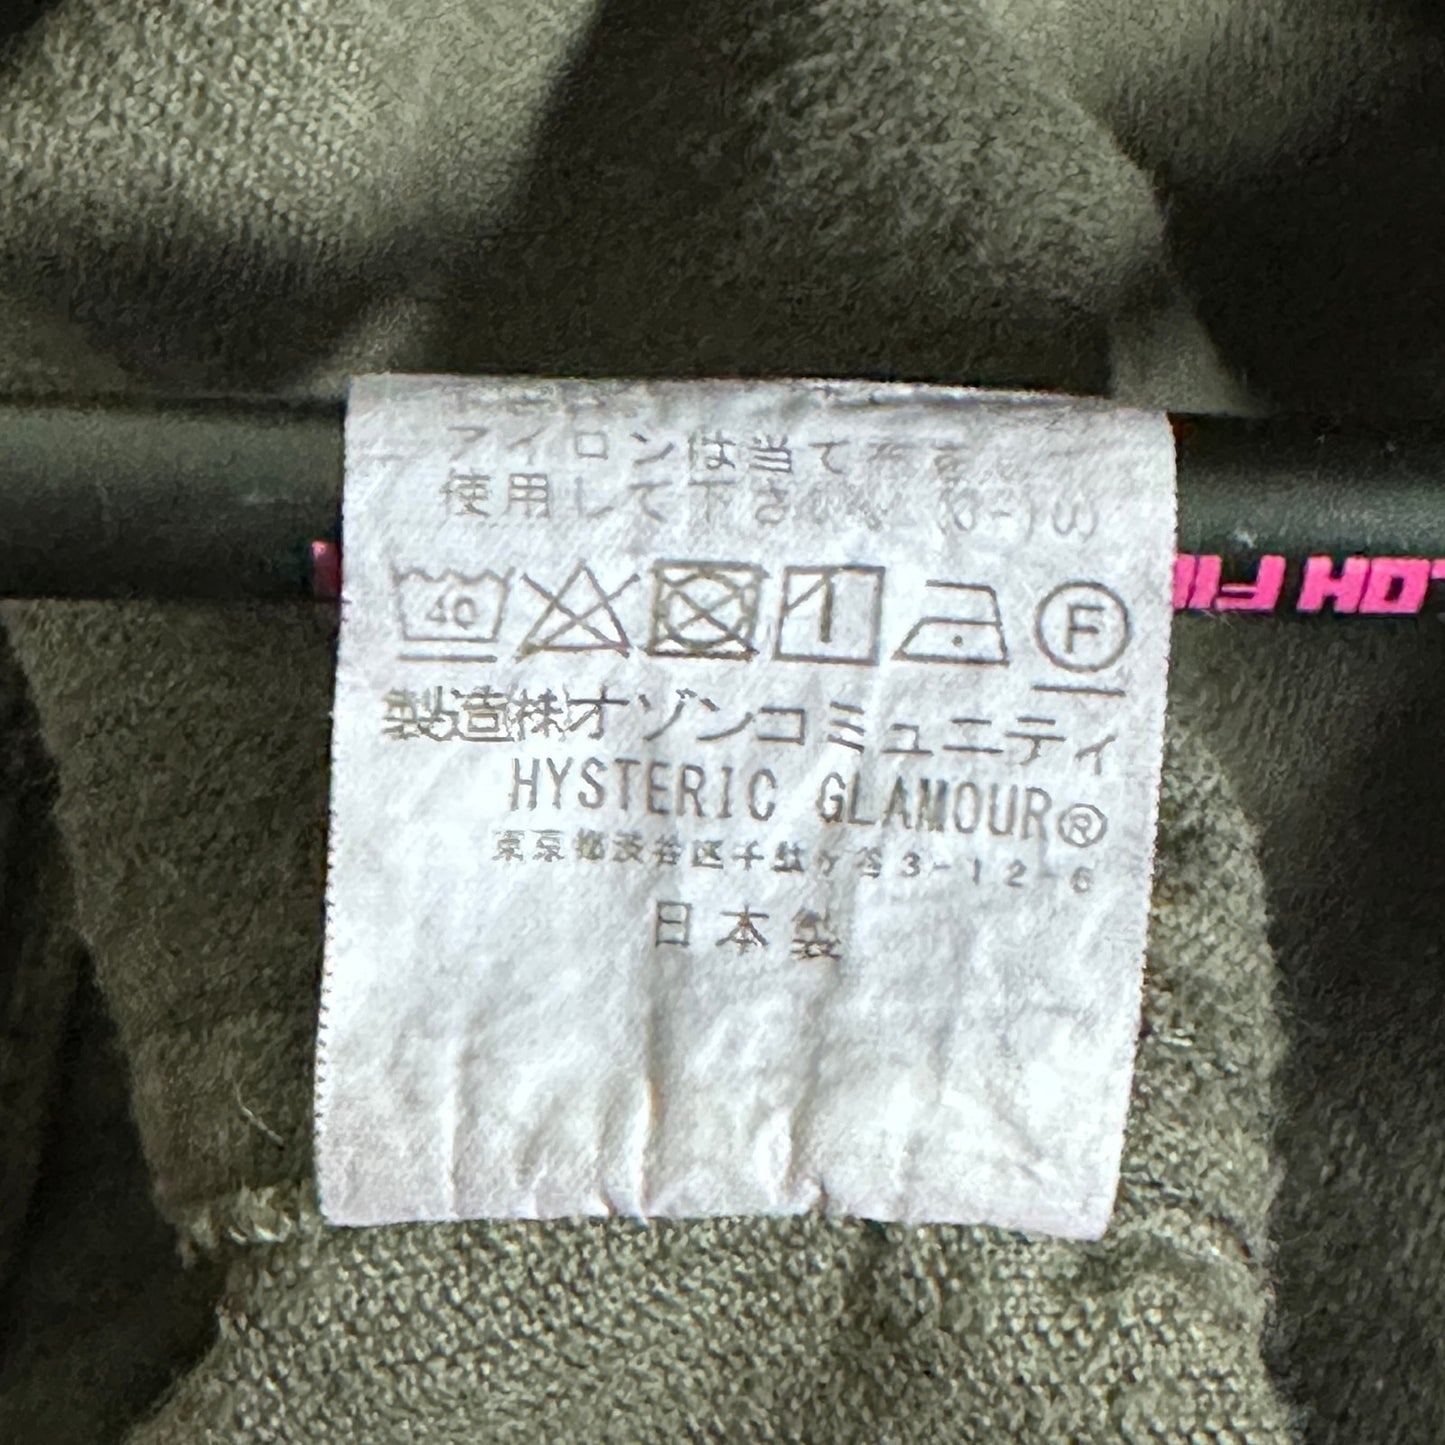 アイロンは当て布を
使用して下さい。
40
F
製造株オゾンコミュニティ
HYSTERIC GLAMOUR®
東京都渋谷区千駄ヶ谷3-12-6
日本製